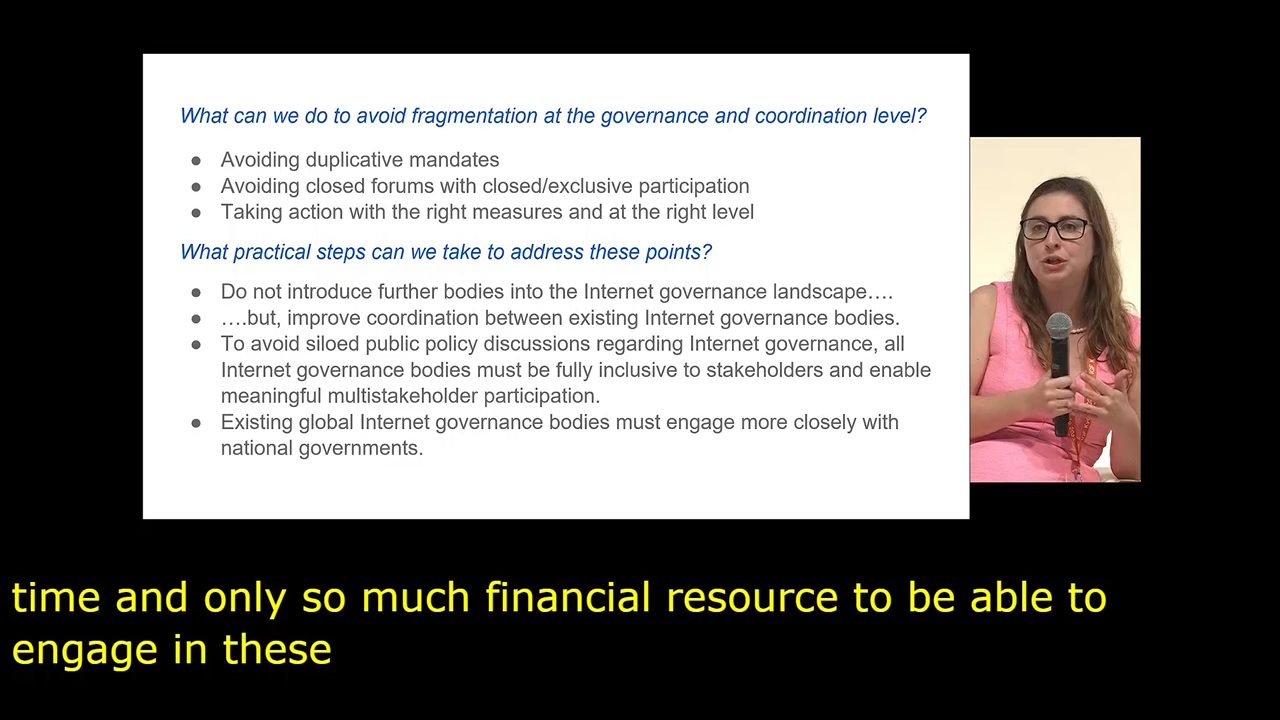 What can we do to avoid fragmentation at the governance and coordination level?
● Avoiding duplicative mandates
● Avoiding closed forums with closed/exclusive participation
● Taking action with the right measures and at the right level
What practical steps can we take to address these points?
● Do not introduce further bodies into the Internet governance landscape….
● ….but, improve coordination between existing Internet governance bodies.
● To avoid siloed public policy discussions regarding Internet governance, all
Internet governance bodies must be fully inclusive to stakeholders and enable
meaningful multistakeholder participation.
● Existing global Internet governance bodies must engage more closely with
national governments.
time and only so much financial resource to be able to
engage in these